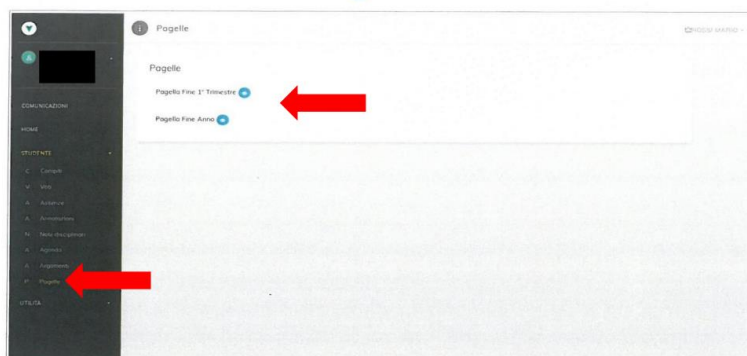 Pagelle
Pagelle
Pagella Fine 1° Trimestre
Pagella Fine Anno
COMUNICAZIONI
HOME
STUDENTE
C Compiti
V Voti
A Assenze
A Annotazioni
N Note disciplinari
A Agenda
A Argomenti
P Pagelle
UTILITA